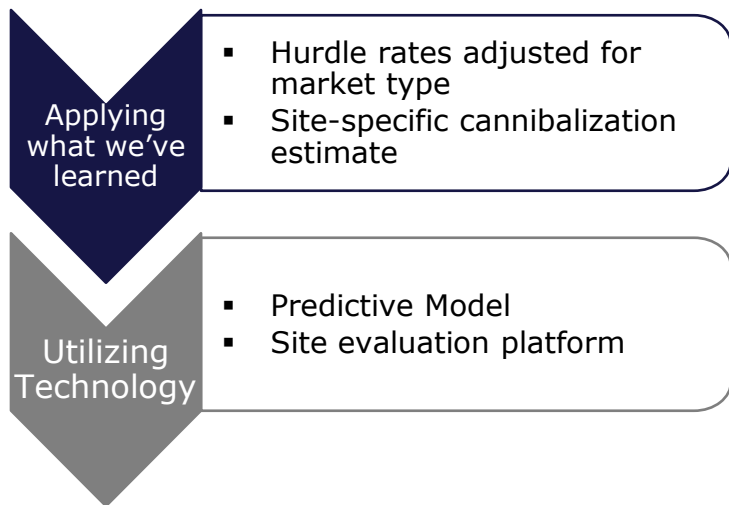 Applying
what we’ve
learned
▪ Hurdle rates adjusted for
market type
▪ Site-specific cannibalization
estimate
Utilizing
Technology
▪ Predictive Model
▪ Site evaluation platform